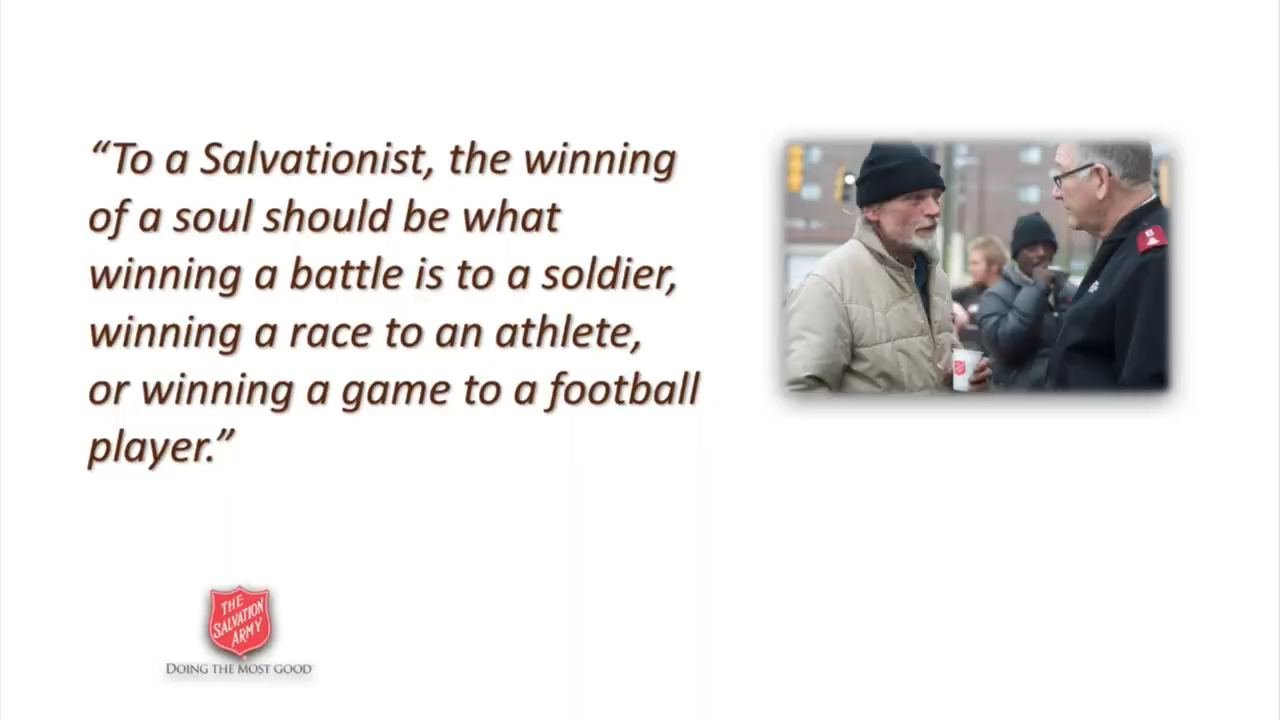 “To a Salvationist, the winning
of a soul should be what
winning a battle is to a soldier,
winning a race to an athlete,
or winning a game to a football
player.”
THE
SALVATION
ARMY
DOING THE MOST GOOD